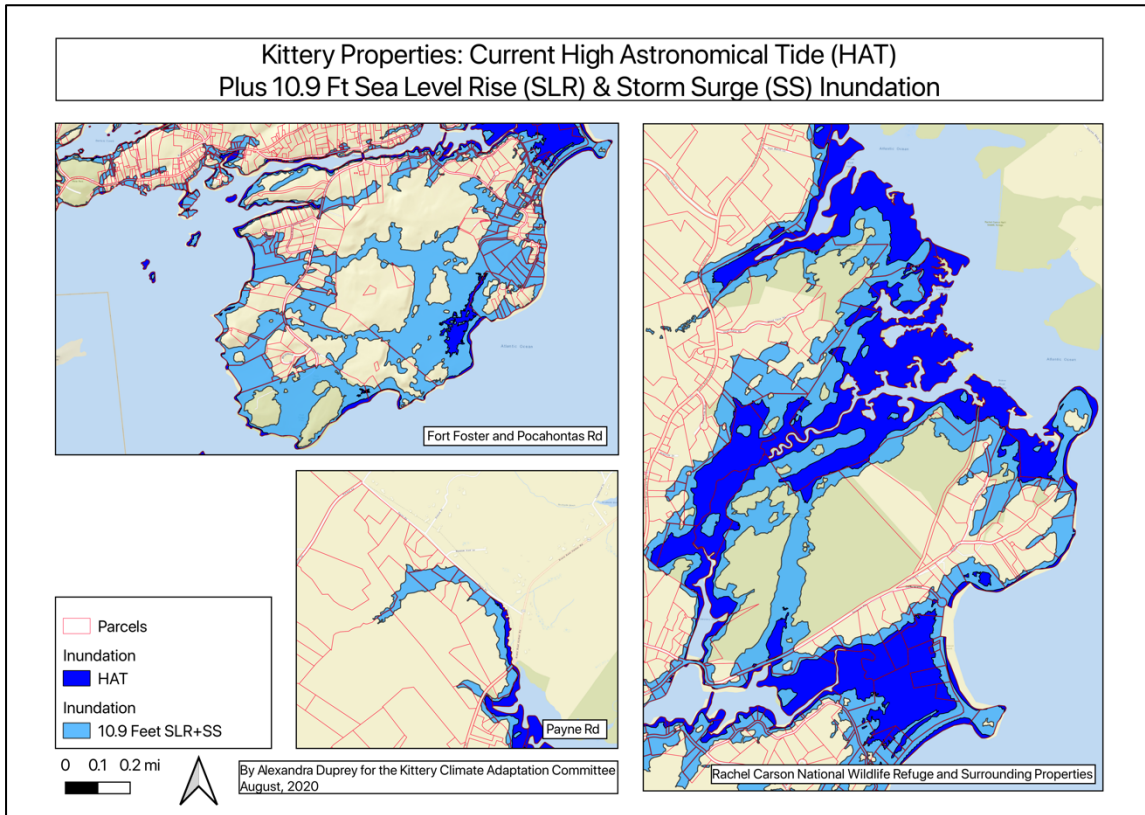 Kittery Properties: Current High Astronomical Tide (HAT)
Plus 10.9 Ft Sea Level Rise (SLR) & Storm Surge (SS) Inundation
Fort Foster and Pocahontas Rd
Payne Rd
Rachel Carson National Wildlife Refuge and Surrounding Properties
Parcels
Inundation
HAT
Inundation
10.9 Feet SLR+SS
0 0.1 0.2 mi
By Alexandra Duprey for the Kittery Climate Adaptation Committee
August, 2020